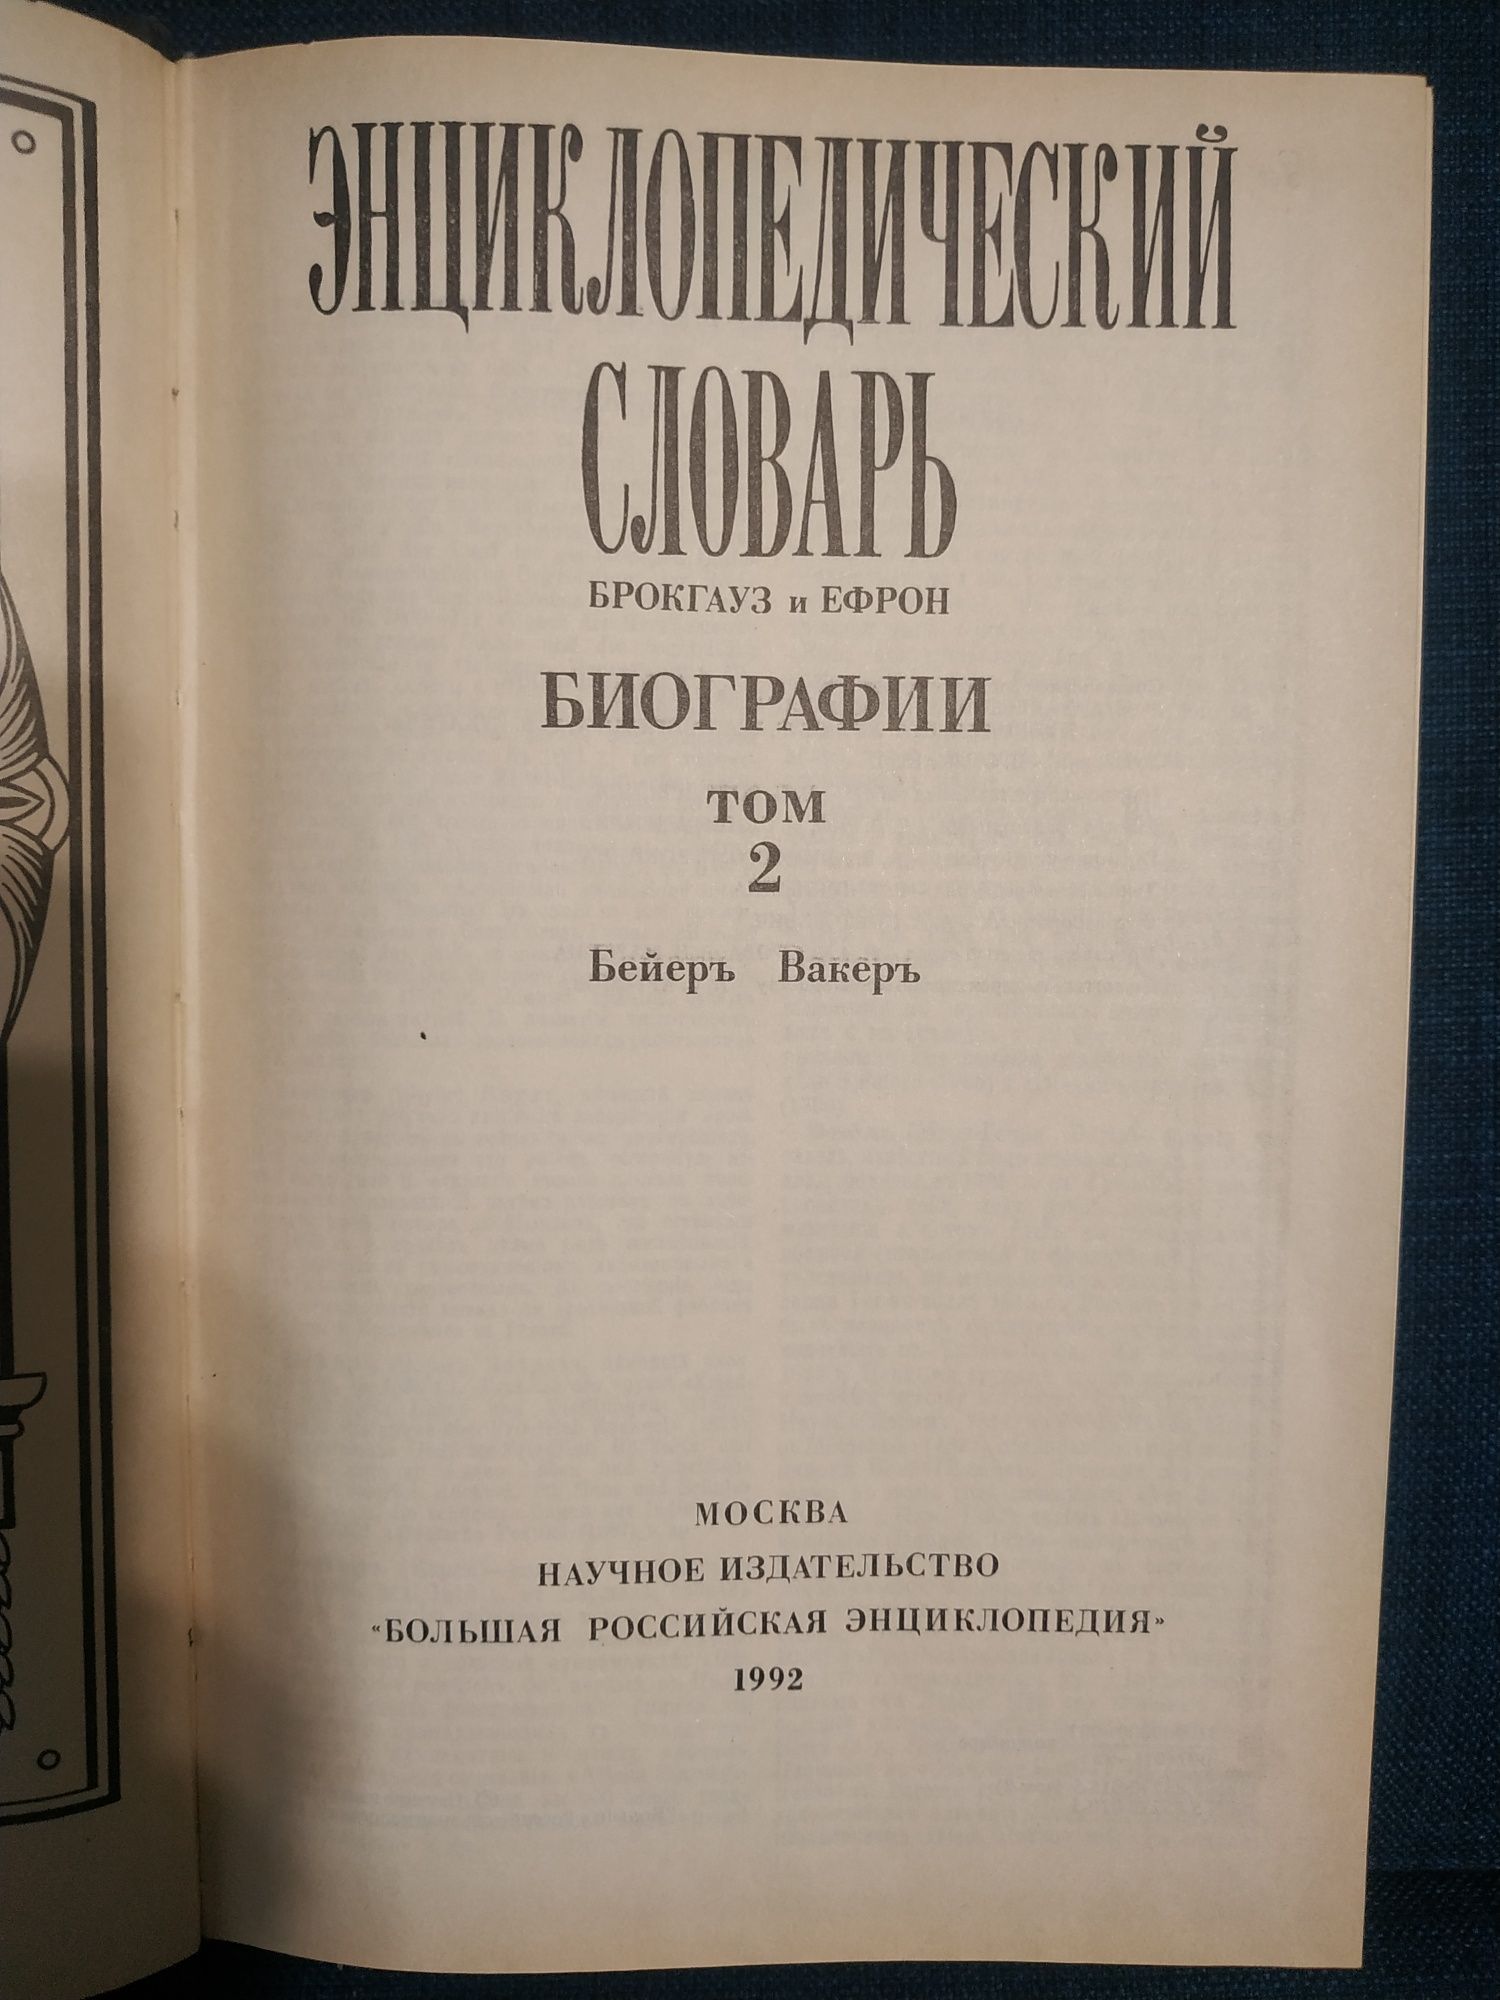 ЭНЦИКЛОПЕДИЧЕСКИЙ
СЛОВАРЬ
БРОКГАУЗ и ЕФРОН
БИОГРАФИИ
ТОМ
2
Бейеръ Вакеръ
МОСКВА
НАУЧНОЕ ИЗДАТЕЛЬСТВО
«БОЛЬШАЯ РОССИЙСКАЯ ЭНЦИКЛОПЕДИЯ»
1992